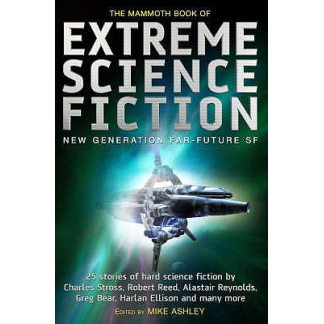 THE MAMMOTH BOOK OF
EXTREME
SCIENCE
FICTION
NEW GENERATION FAR-FUTURE SF
25 stories of hard science fiction by
Charles Stross, Robert Reed, Alastair Reynolds,
Greg Bear, Harlan Ellison and many more
EDITED BY MIKE ASHLEY